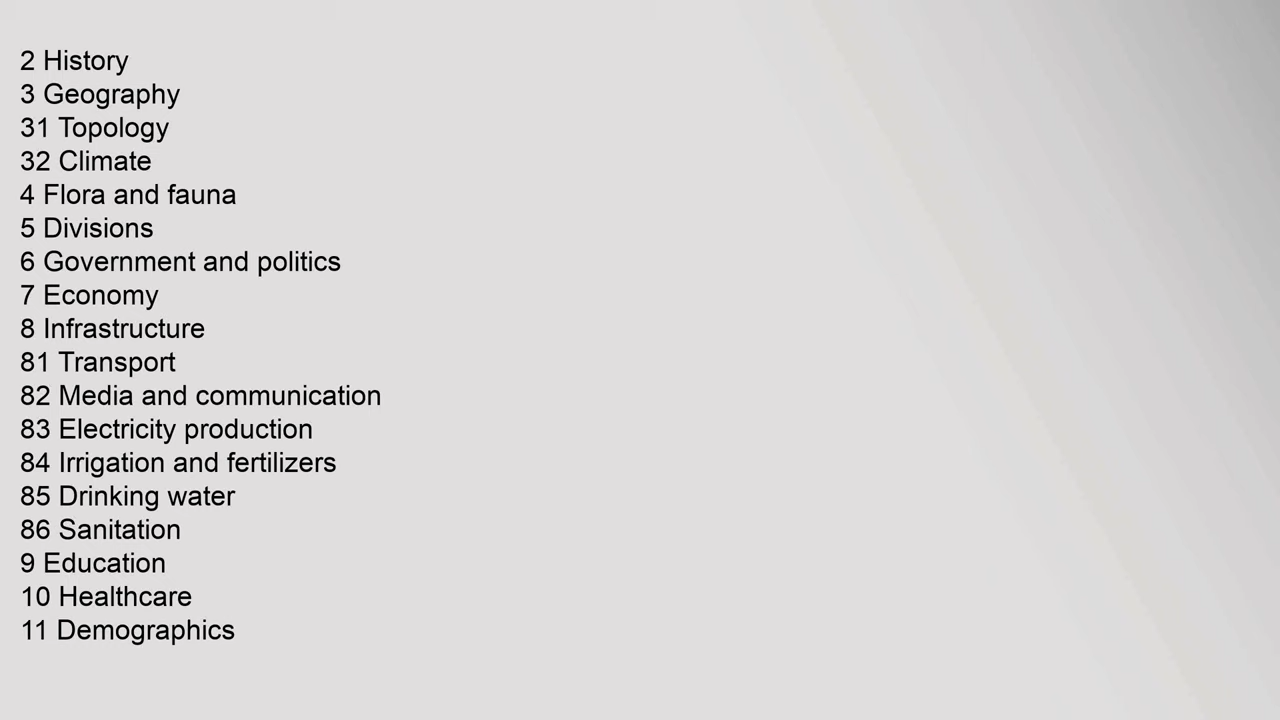 2 History
3 Geography
31 Topology
32 Climate
4 Flora and fauna
5 Divisions
6 Government and politics
7 Economy
8 Infrastructure
81 Transport
82 Media and communication
83 Electricity production
84 Irrigation and fertilizers
85 Drinking water
86 Sanitation
9 Education
10 Healthcare
11 Demographics